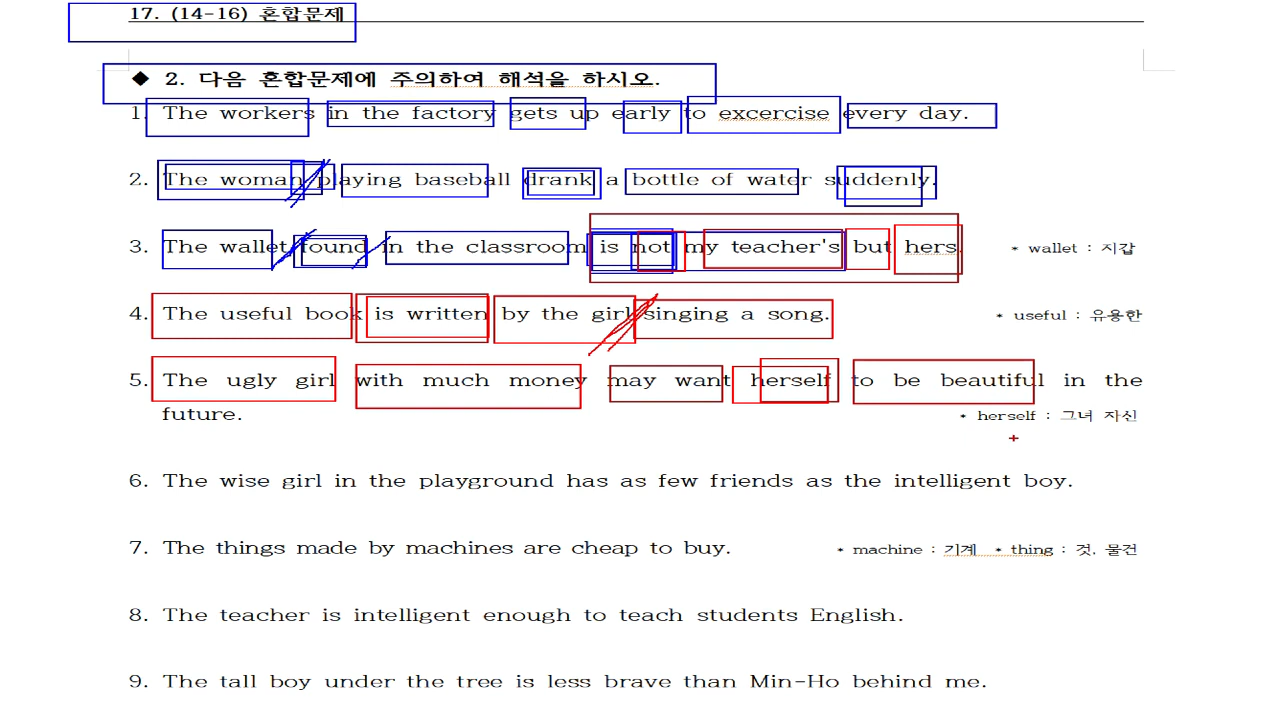 17. (14-16) 혼합문제
◆ 2. 다음 혼합문제에 주의하여 해석을 하시오.
1. The workers in the factory gets up early to excercise every day.
2. The woman playing baseball drank a bottle of water suddenly.
3. The wallet found in the classroom is not my teacher's but hers. * wallet : 지갑
4. The useful book is written by the girl singing a song. * useful : 유용한
5. The ugly girl with much money may want herself to be beautiful in the
future. * herself : 그녀 자신
6. The wise girl in the playground has as few friends as the intelligent boy.
7. The things made by machines are cheap to buy. * machine : 기계 * thing : 것. 물건
8. The teacher is intelligent enough to teach students English.
9. The tall boy under the tree is less brave than Min-Ho behind me.